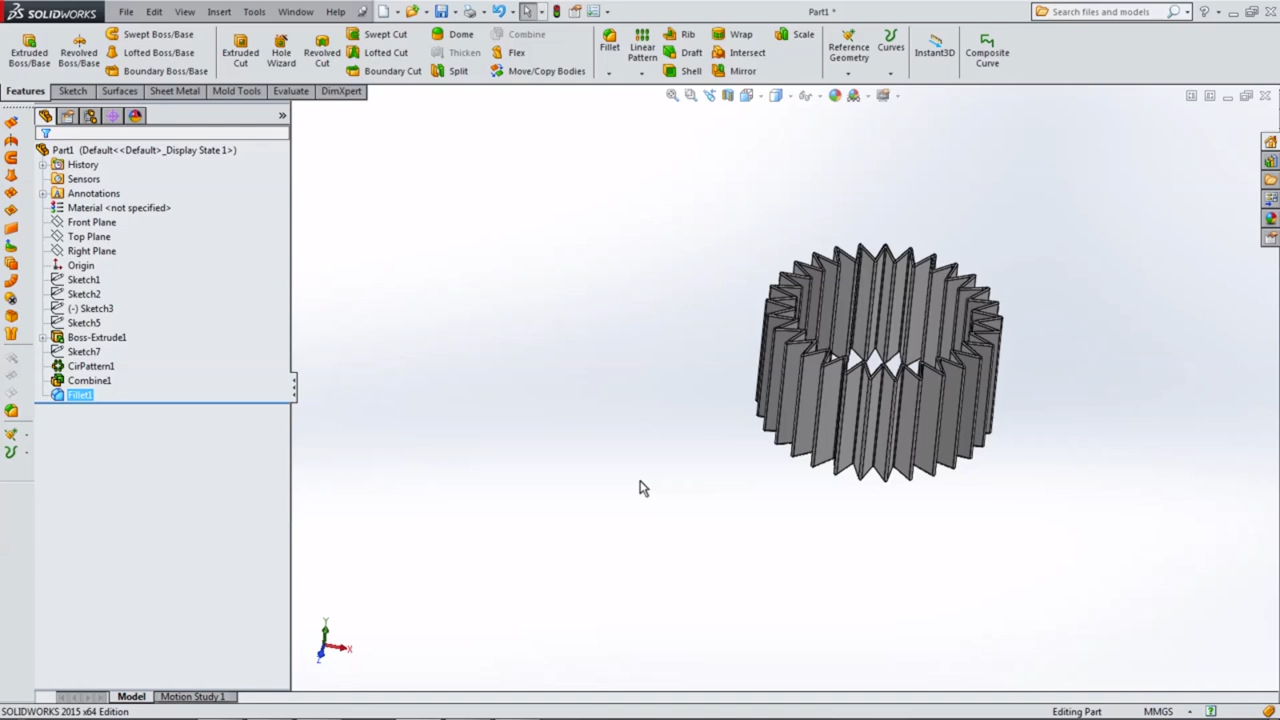 SOLIDWORKS File Edit View Insert Tools Window Help Part1 * Search files and models
Extruded Boss/Base
Revolved Boss/Base
Swept Boss/Base
Lofted Boss/Base
Boundary Boss/Base
Extruded Cut
Hole Wizard
Revolved Cut
Swept Cut
Lofted Cut
Boundary Cut
Dome
Thicken
Split
Combine
Flex
Move/Copy Bodies
Fillet
Linear Pattern
Rib
Draft
Shell
Wrap
Intersect
Mirror
Scale
Reference Geometry
Curves
Instant3D
Composite Curve
Features Sketch Surfaces Sheet Metal Mold Tools Evaluate DimXpert
Part1 (Default<<Default>_Display State 1>)
History
Sensors
Annotations
Material <not specified>
Front Plane
Top Plane
Right Plane
Origin
Sketch1
Sketch2
(-) Sketch3
Sketch5
Boss-Extrude1
Sketch7
CirPattern1
Combine1
Fillet1
Y
X
Z
Model Motion Study 1
SOLIDWORKS 2015 x64 Edition Editing Part MMGS